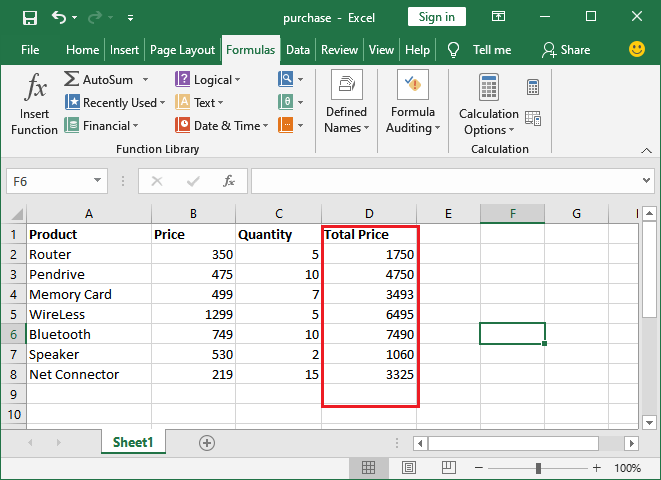 purchase - Excel
Sign in
File Home Insert Page Layout Formulas Data Review View Help Tell me Share
fx
Insert Function
Σ AutoSum
Recently Used
Financial
? Logical
A Text
Date & Time
θ
Function Library
Defined Names
Formula Auditing
Calculation Options
Calculation
F6
fx
A B C D E F G H
1 Product Price Quantity Total Price
2 Router 350 5 1750
3 Pendrive 475 10 4750
4 Memory Card 499 7 3493
5 WireLess 1299 5 6495
6 Bluetooth 749 10 7490
7 Speaker 530 2 1060
8 Net Connector 219 15 3325
9
10
Sheet1
100%